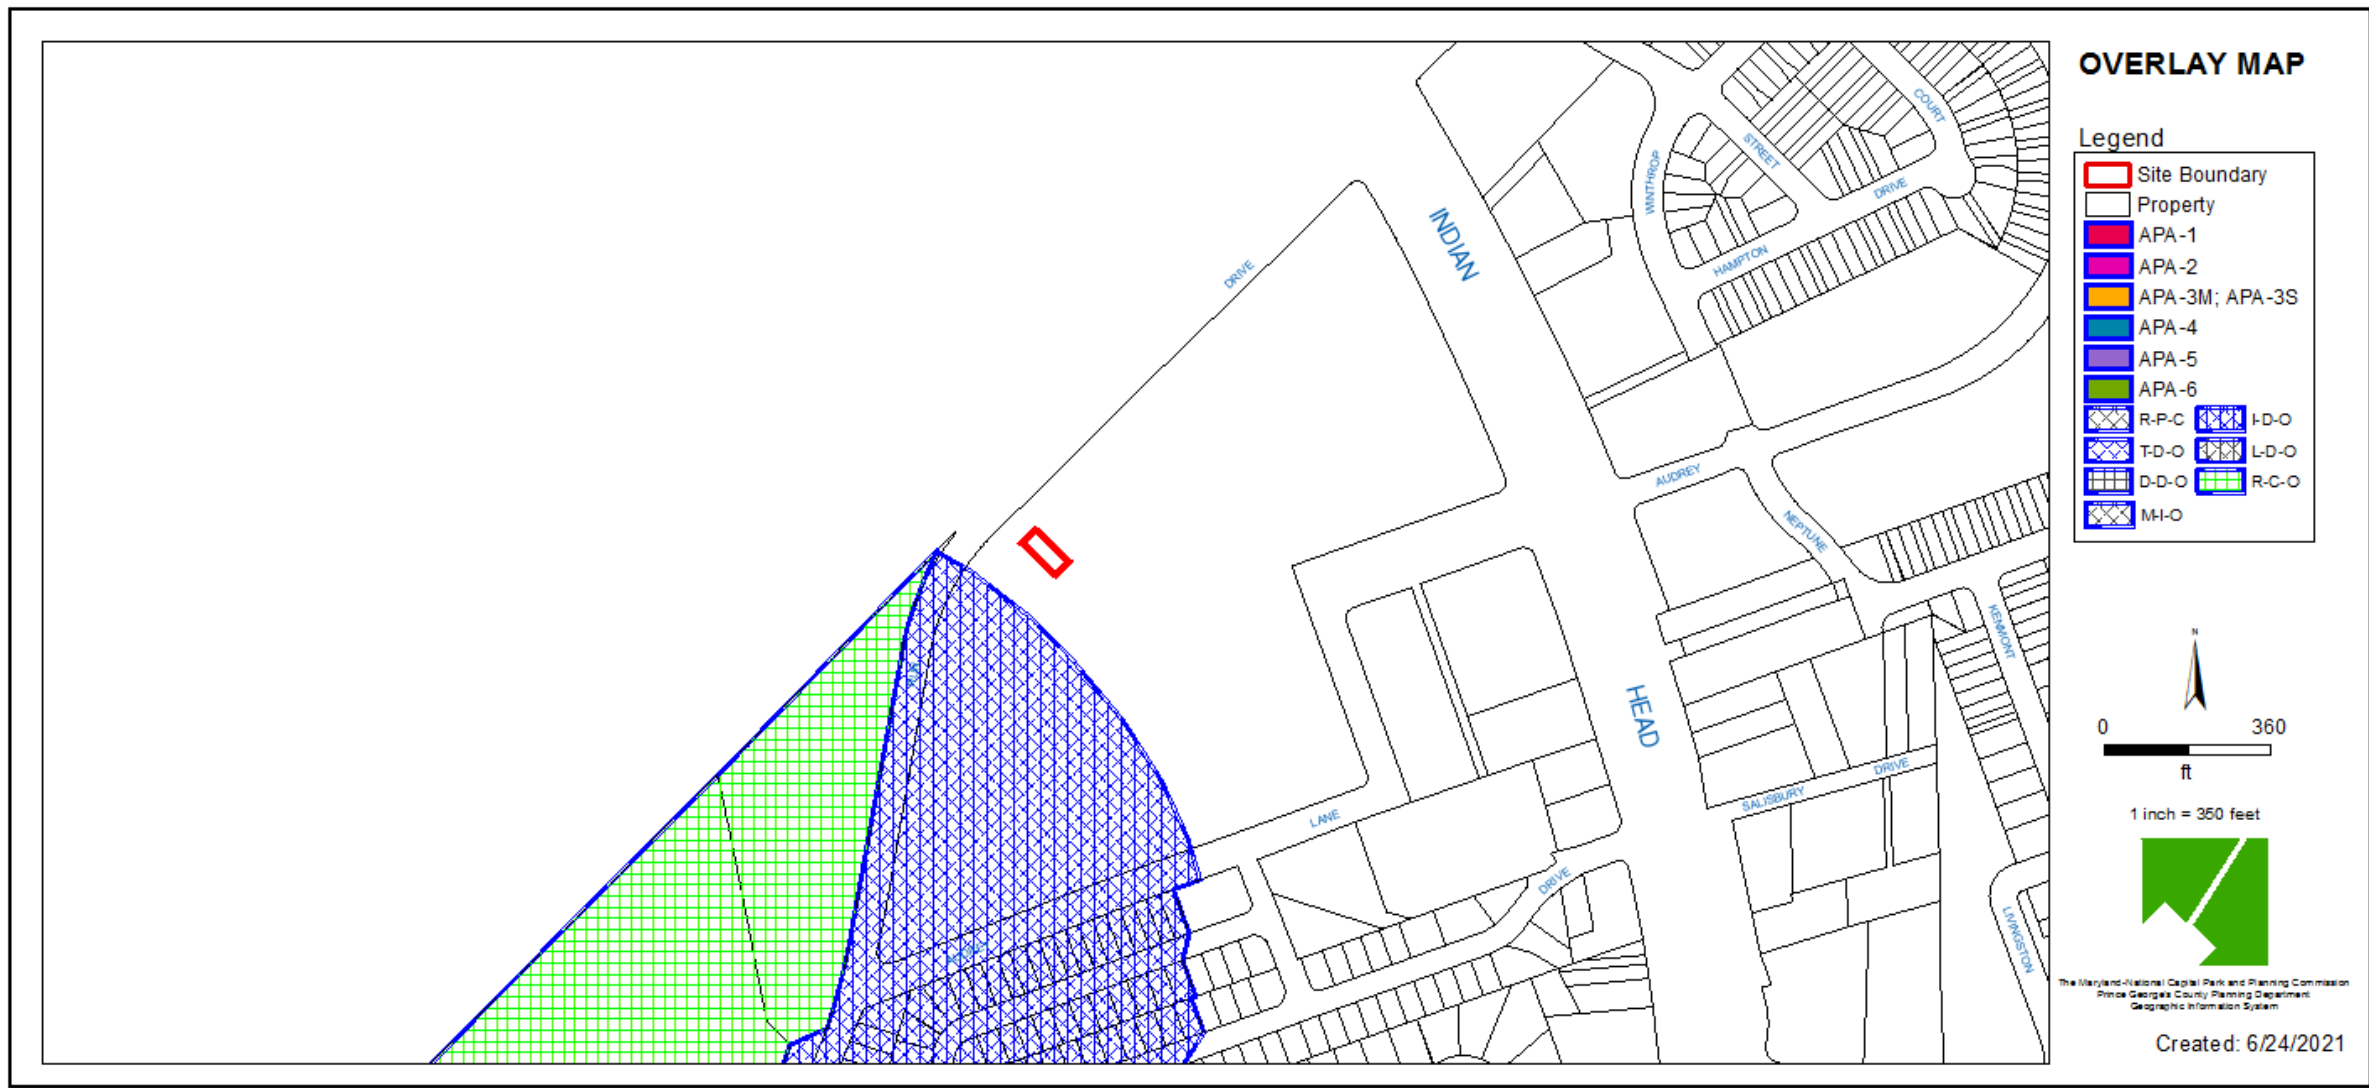 OVERLAY MAP
Legend
Site Boundary
Property
APA-1
APA-2
APA-3M; APA-3S
APA-4
APA-5
APA-6
R-P-C
I-D-O
T-D-O
L-D-O
D-D-O
R-C-O
M-I-O
N
0
360
ft
1 inch = 350 feet
The Maryland-National Capital Park and Planning Commission
Prince George's County Planning Department
Geographic Information System
Created: 6/24/2021
COURT
STREET
WINTHROP
DRIVE
HAMPTON
INDIAN
DRIVE
AUDREY
NEPTUNE
KENMONT
HEAD
DRIVE
SALISBURY
LANE
DRIVE
LIVINGSTON